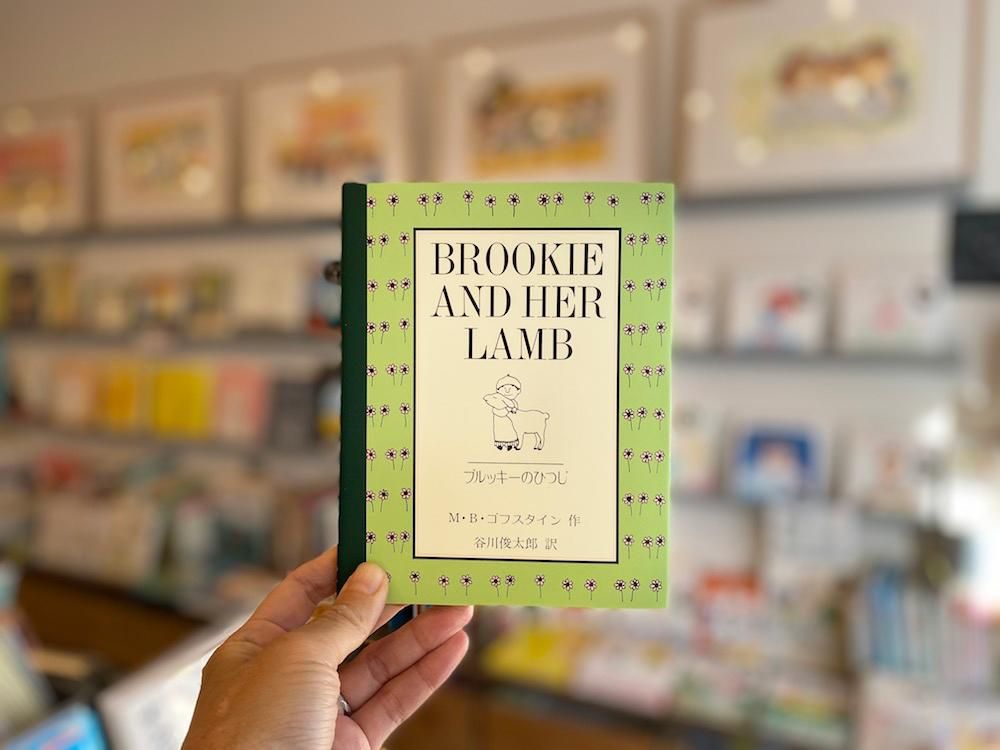 BROOKIE
AND HER
LAMB
ブルッキーのひつじ
M・B・ゴフスタイン 作
谷川俊太郎 訳